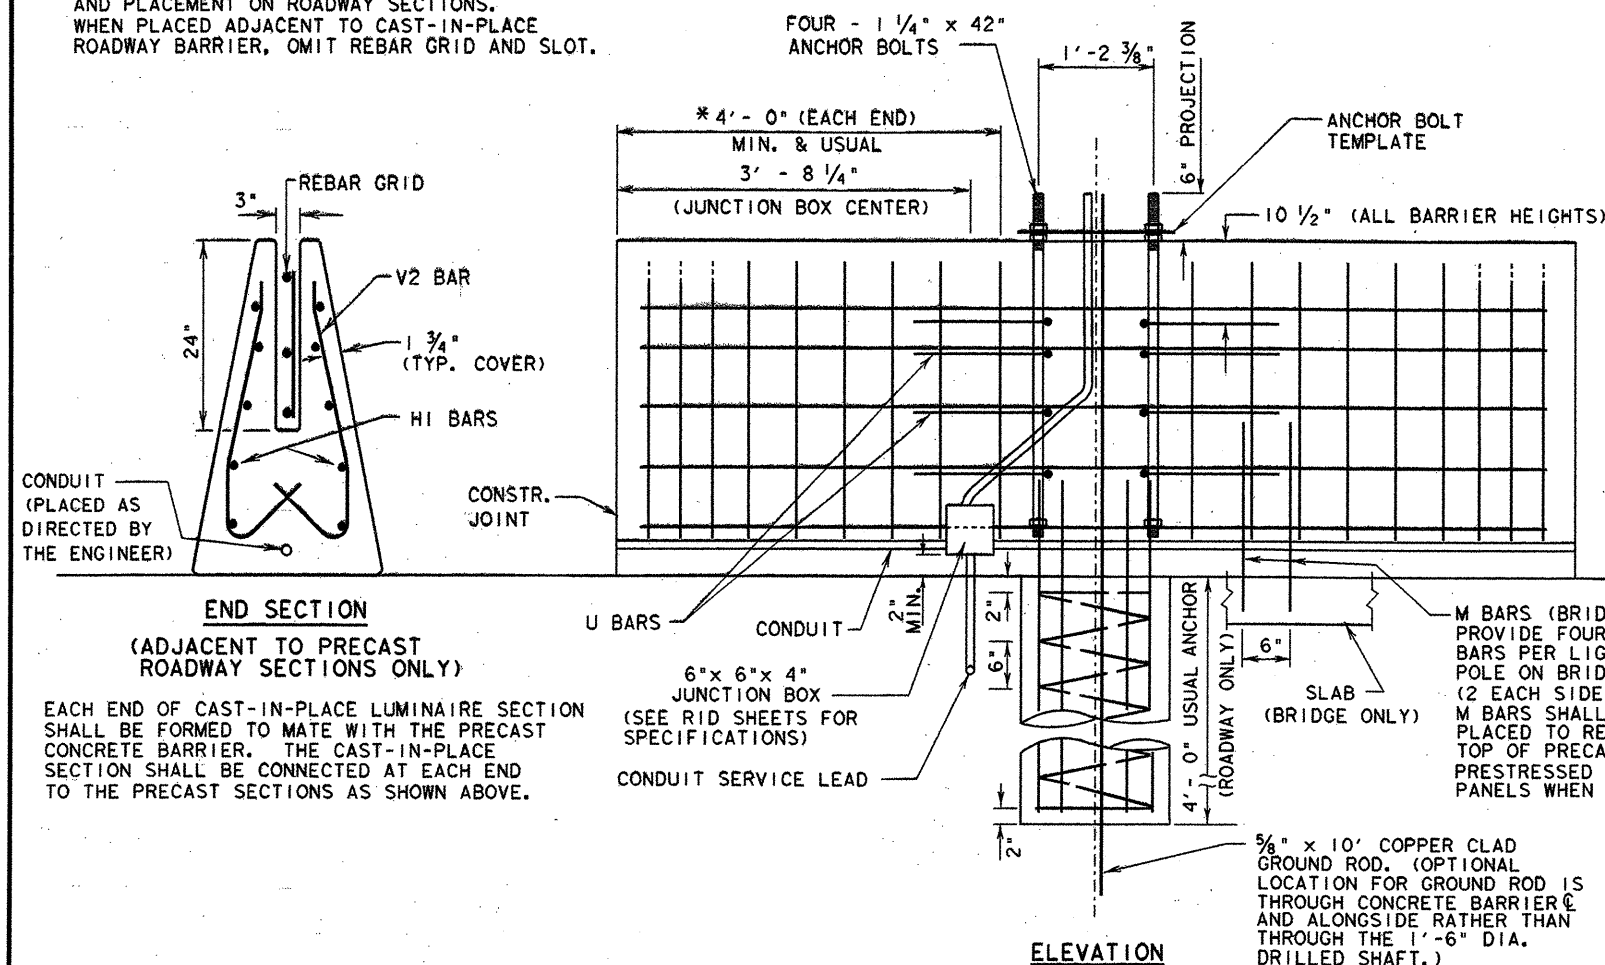 AND PLACEMENT ON ROADWAY SECTIONS.
WHEN PLACED ADJACENT TO CAST-IN-PLACE
ROADWAY BARRIER, OMIT REBAR GRID AND SLOT.
FOUR - 1 1/4" x 42"
ANCHOR BOLTS
1'-2 3/8"
6" PROJECTION
ANCHOR BOLT
TEMPLATE
* 4'- 0" (EACH END)
MIN. & USUAL
3' - 8 1/4"
(JUNCTION BOX CENTER)
10 1/2" (ALL BARRIER HEIGHTS)
REBAR GRID
3"
V2 BAR
24"
1 3/4"
(TYP. COVER)
H1 BARS
CONDUIT
(PLACED AS
DIRECTED BY
THE ENGINEER)
CONSTR.
JOINT
END SECTION
(ADJACENT TO PRECAST
ROADWAY SECTIONS ONLY)
EACH END OF CAST-IN-PLACE LUMINAIRE SECTION
SHALL BE FORMED TO MATE WITH THE PRECAST
CONCRETE BARRIER. THE CAST-IN-PLACE
SECTION SHALL BE CONNECTED AT EACH END
TO THE PRECAST SECTIONS AS SHOWN ABOVE.
U BARS
CONDUIT
2"
MIN.
2"
6"
6"x 6"x 4"
JUNCTION BOX
(SEE RID SHEETS FOR
SPECIFICATIONS)
CONDUIT SERVICE LEAD
2"
4'- 0" USUAL ANCHOR
(ROADWAY ONLY)
6"
SLAB
(BRIDGE ONLY)
M BARS (BRID
PROVIDE FOUR
BARS PER LIG
POLE ON BRID
(2 EACH SIDE
M BARS SHALL
PLACED TO RE
TOP OF PRECA
PRESTRESSED
PANELS WHEN
5/8" x 10' COPPER CLAD
GROUND ROD. (OPTIONAL
LOCATION FOR GROUND ROD IS
THROUGH CONCRETE BARRIER ℄
AND ALONGSIDE RATHER THAN
THROUGH THE 1'-6" DIA.
DRILLED SHAFT.)
ELEVATION